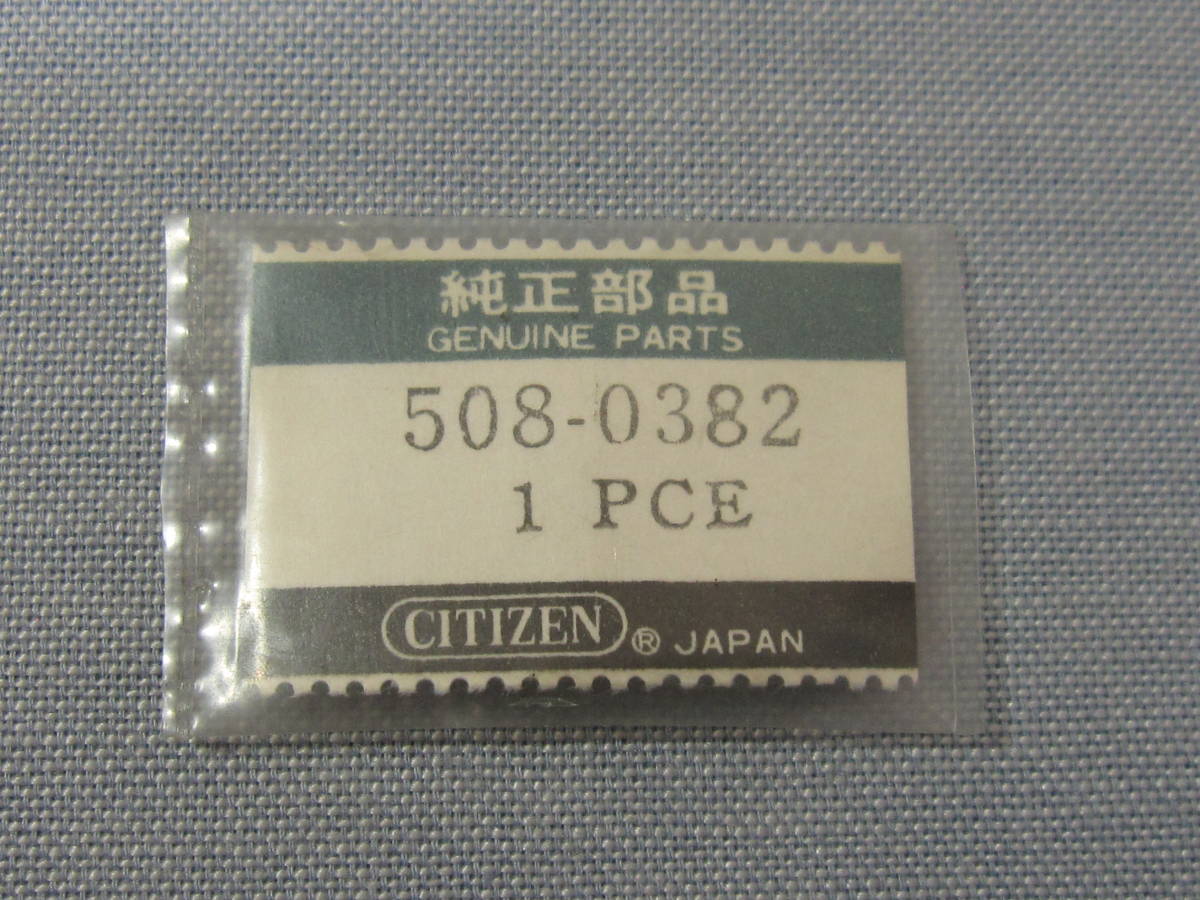 純正部品
GENUINE PARTS
508-0382
1 PCE
CITIZEN ® JAPAN